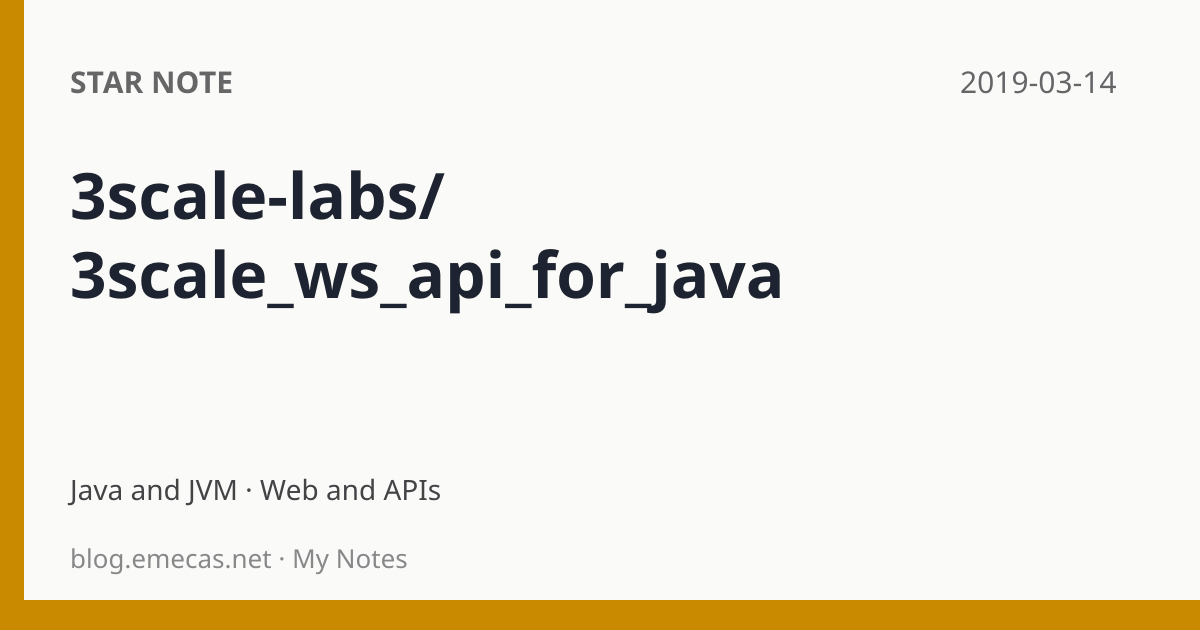 STAR NOTE
2019-03-14
3scale-labs/
3scale_ws_api_for_java
Java and JVM · Web and APIs
blog.emecas.net · My Notes